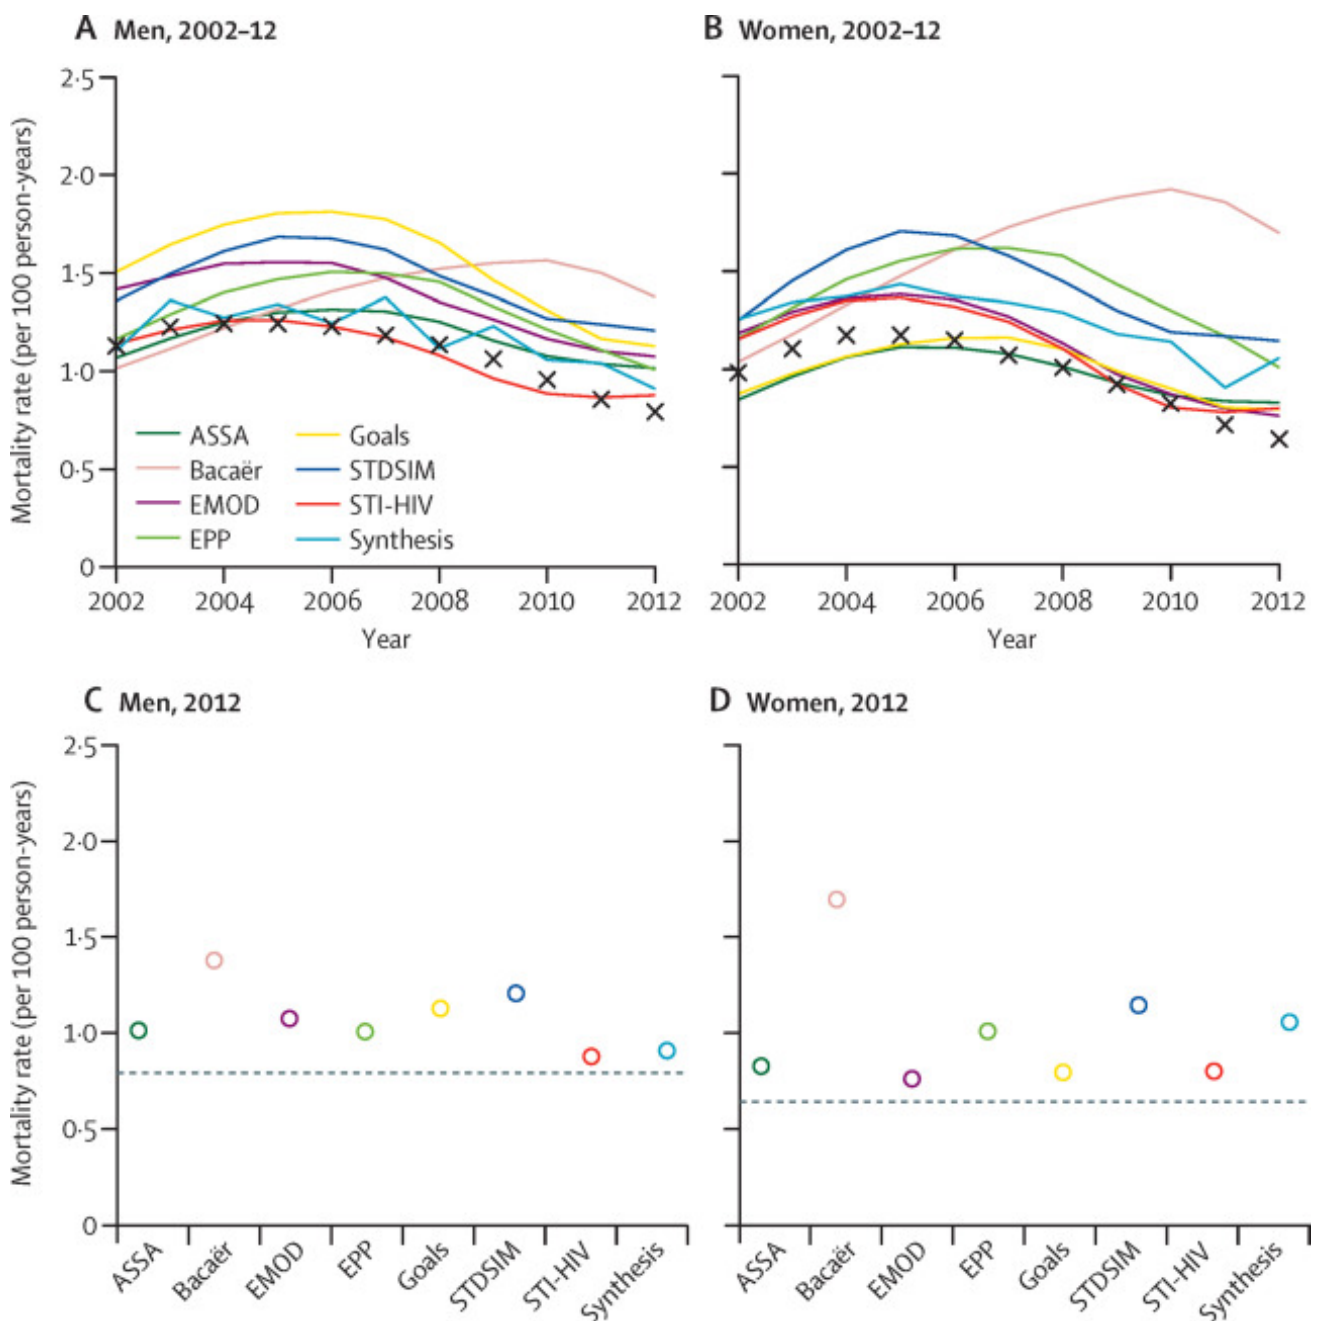 A Men, 2002–12
B Women, 2002–12
Mortality rate (per 100 person-years)
2·5
2·0
1·5
1·0
0·5
0
ASSA
Bacaër
EMOD
EPP
Goals
STDSIM
STI-HIV
Synthesis
2002 2004 2006 2008 2010 2012
Year
2002 2004 2006 2008 2010 2012
Year
C Men, 2012
D Women, 2012
Mortality rate (per 100 person-years)
2·5
2·0
1·5
1·0
0·5
0
ASSA
Bacaër
EMOD
EPP
Goals
STDSIM
STI-HIV
Synthesis
ASSA
Bacaër
EMOD
EPP
Goals
STDSIM
STI-HIV
Synthesis